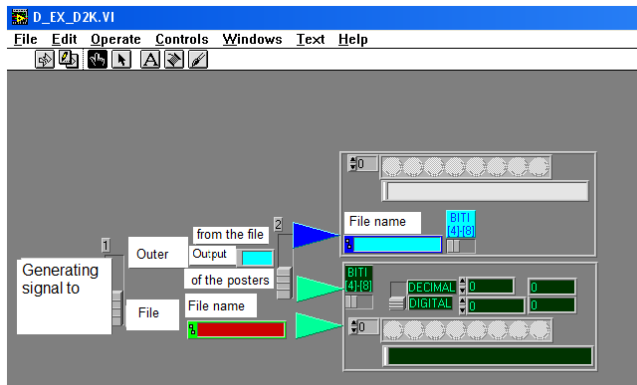 D_EX_D2K.VI
File Edit Operate Controls Windows Text Help
A
0
2
File name
BITI
[4]-[8]
from the file
1
Outer
Output
Generating
signal to
of the posters
BITI
[4]-[8]
DECIMAL 0 0
DIGITAL 0 0
File
File name
0